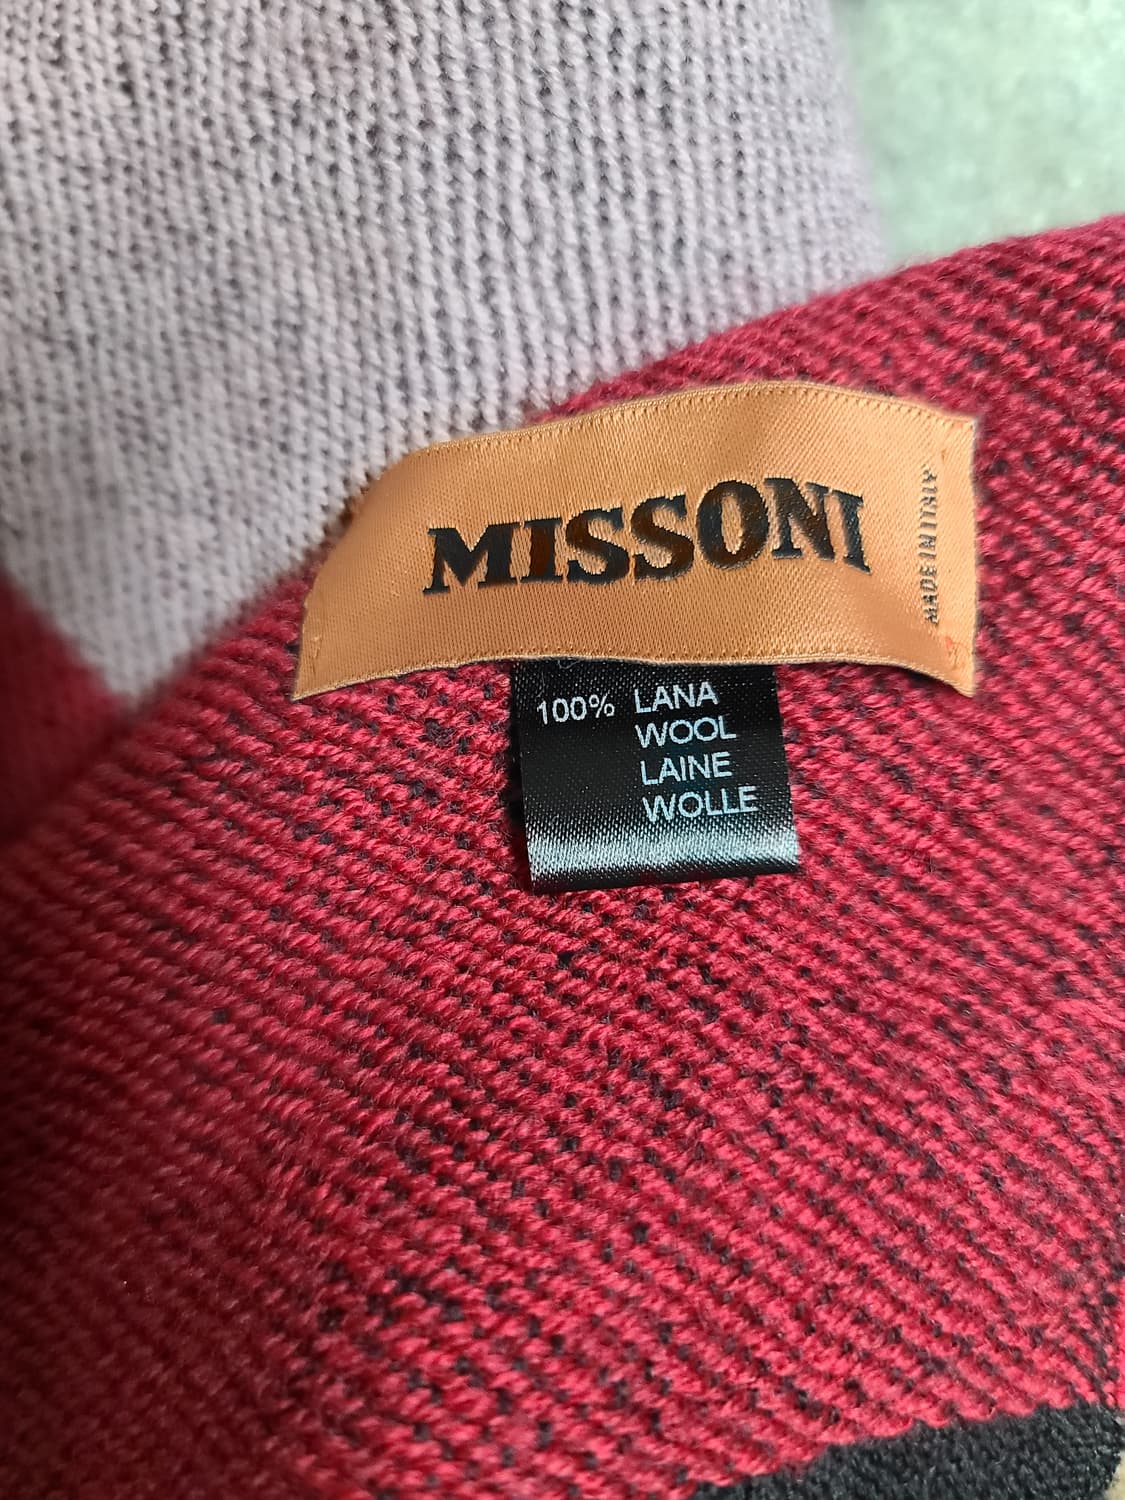 MISSONI
MADE IN ITALY
100% LANA
WOOL
LAINE
WOLLE